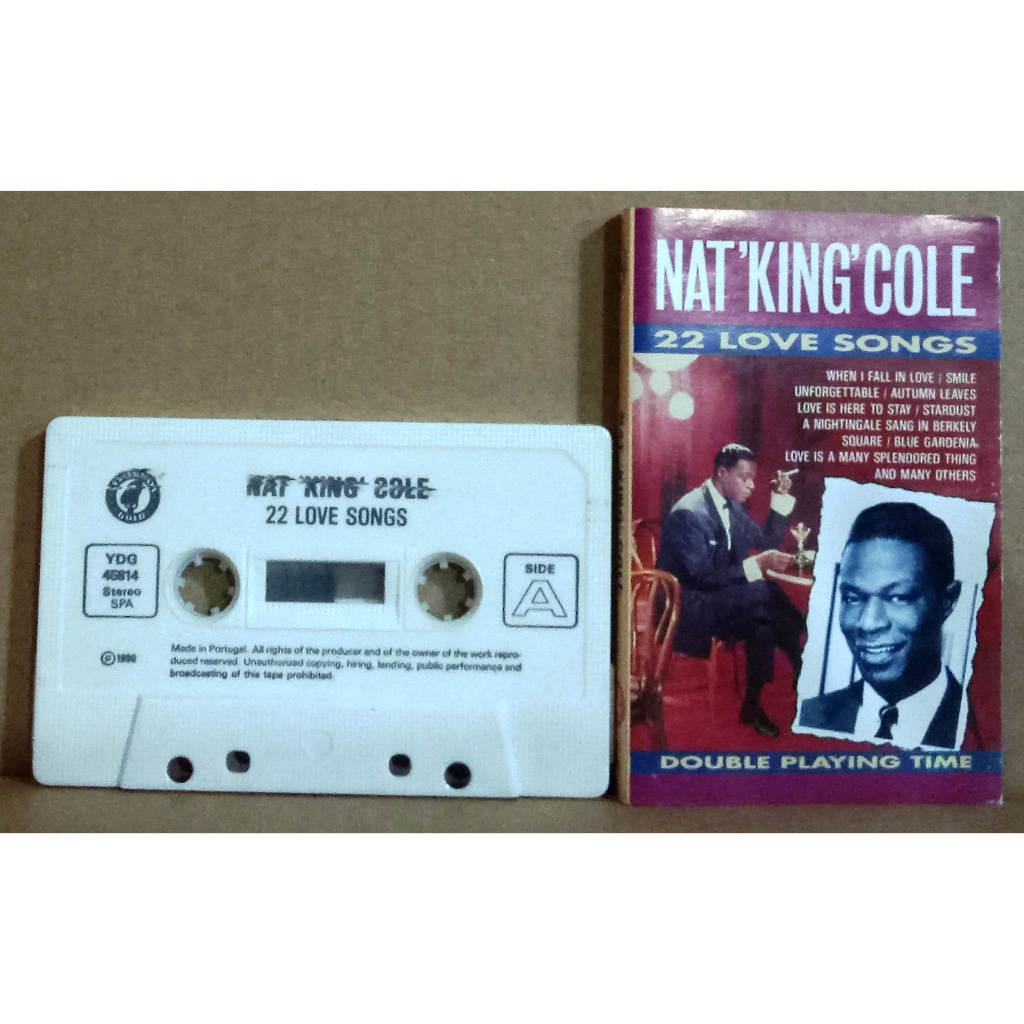 NAT 'KING' COLE
22 LOVE SONGS
YDG
45814
Stereo
SPA
SIDE
A
℗ 1990
Made in Portugal. All rights of the producer and of the owner of the work repro-
duced reserved. Unauthorized copying, hiring, lending, public performance and
broadcasting of this tape prohibited.
GOLD
NAT 'KING' COLE
22 LOVE SONGS
WHEN I FALL IN LOVE / SMILE
UNFORGETTABLE / AUTUMN LEAVES
LOVE IS HERE TO STAY / STARDUST
A NIGHTINGALE SANG IN BERKELY
SQUARE / BLUE GARDENIA
LOVE IS A MANY SPLENDORED THING
AND MANY OTHERS
DOUBLE PLAYING TIME